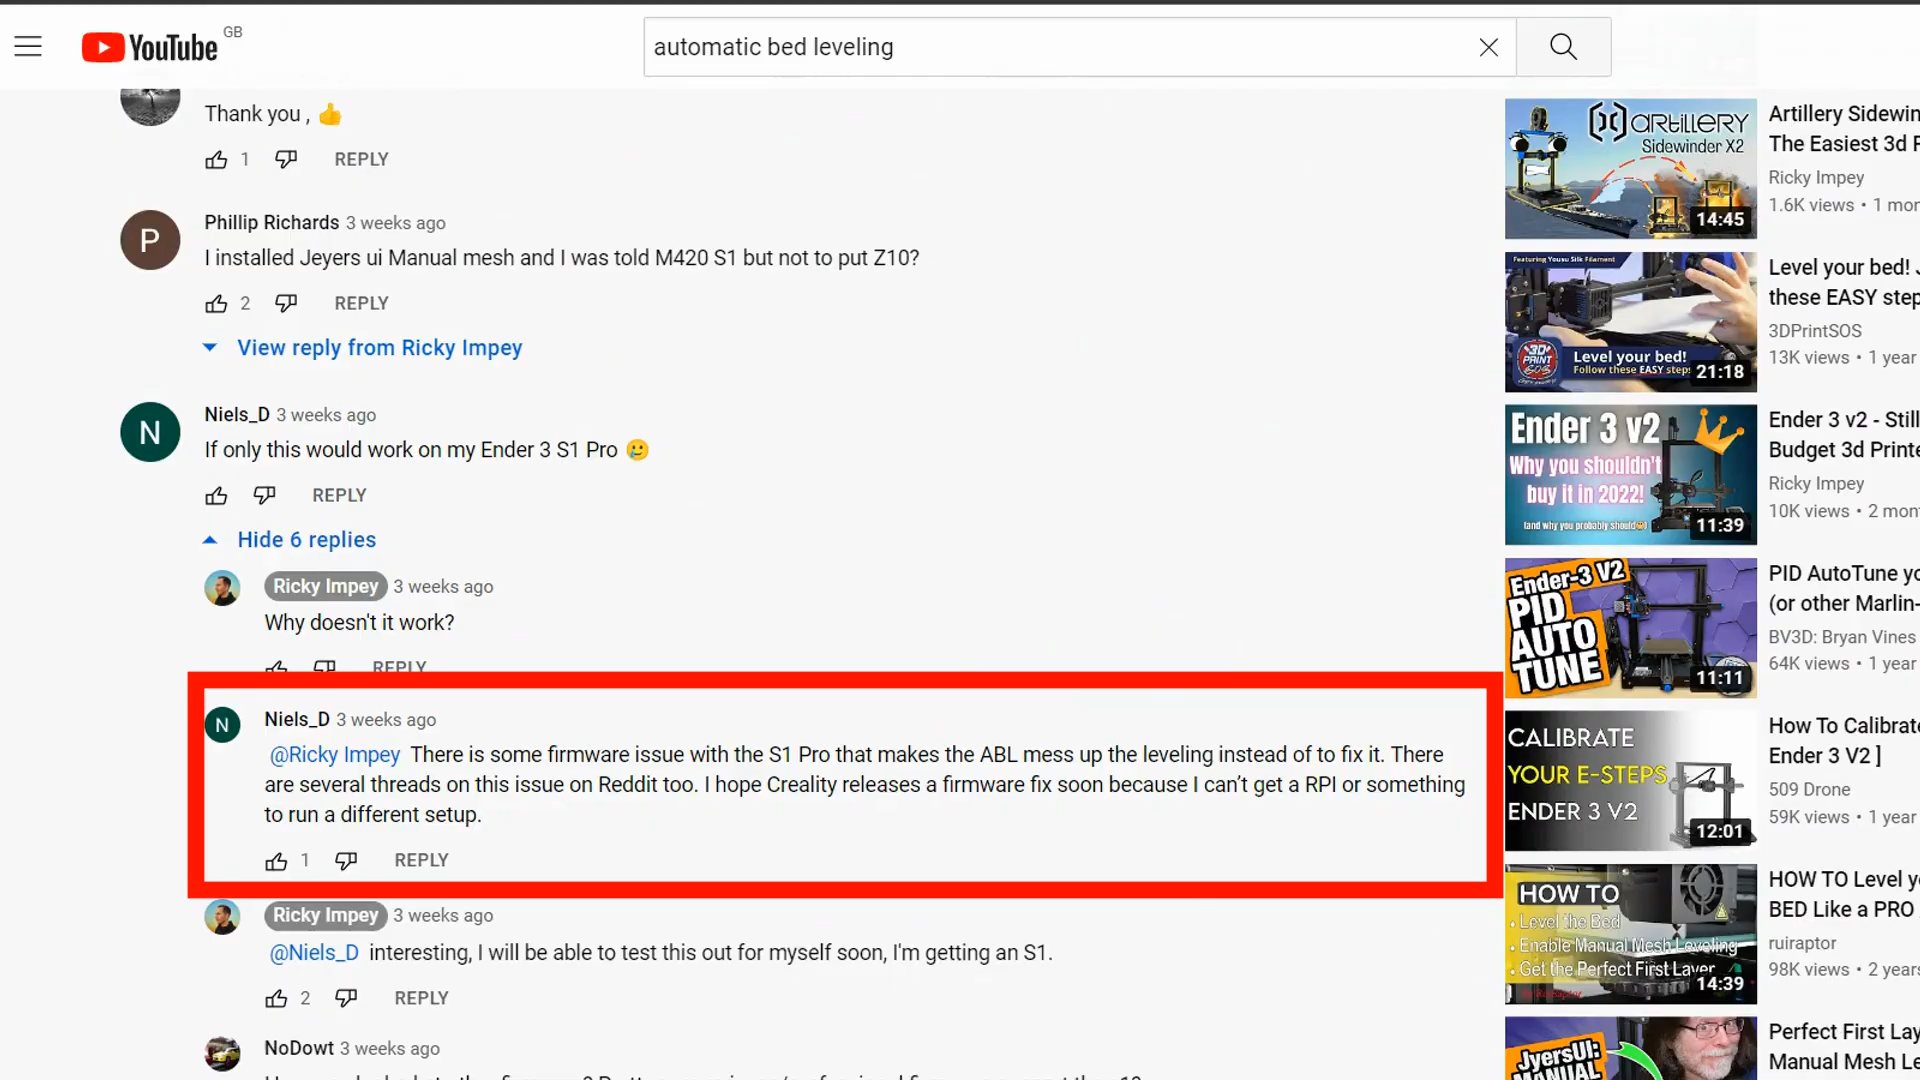 YouTube GB
automatic bed leveling
Thank you , 👍
1 REPLY
P
Phillip Richards 3 weeks ago
I installed Jeyers ui Manual mesh and I was told M420 S1 but not to put Z10?
2 REPLY
View reply from Ricky Impey
N
Niels_D 3 weeks ago
If only this would work on my Ender 3 S1 Pro 🥲
REPLY
Hide 6 replies
Ricky Impey 3 weeks ago
Why doesn't it work?
REPLY
N
Niels_D 3 weeks ago
@Ricky Impey There is some firmware issue with the S1 Pro that makes the ABL mess up the leveling instead of to fix it. There
are several threads on this issue on Reddit too. I hope Creality releases a firmware fix soon because I can’t get a RPI or something
to run a different setup.
1 REPLY
Ricky Impey 3 weeks ago
@Niels_D interesting, I will be able to test this out for myself soon, I'm getting an S1.
2 REPLY
NoDowt 3 weeks ago
ARTILLERY
Sidewinder X2
14:45
Artillery Sidewin
The Easiest 3d P
Ricky Impey
1.6K views • 1 mon
Featuring Yousu Silk Filament
3D PRINT SOS
Level your bed!
Follow these EASY steps
21:18
Level your bed! J
these EASY step
3DPrintSOS
13K views • 1 year
Ender 3 v2
Why you shouldn't
buy it in 2022!
(and why you probably should)
11:39
Ender 3 v2 - Still
Budget 3d Printe
Ricky Impey
10K views • 2 mon
Ender-3 V2
PID
AUTO
TUNE
11:11
PID AutoTune yo
(or other Marlin-
BV3D: Bryan Vines
64K views • 1 year
CALIBRATE
YOUR E-STEPS
ENDER 3 V2
12:01
How To Calibrate
Ender 3 V2 ]
509 Drone
59K views • 1 year
HOW TO
• Level the Bed
• Enable Manual Mesh Leveling
• Get the Perfect First Layer
14:39
HOW TO Level yo
BED Like a PRO
ruiraptor
98K views • 2 years
JyersUI:
MANUAL
Perfect First Lay
Manual Mesh Le